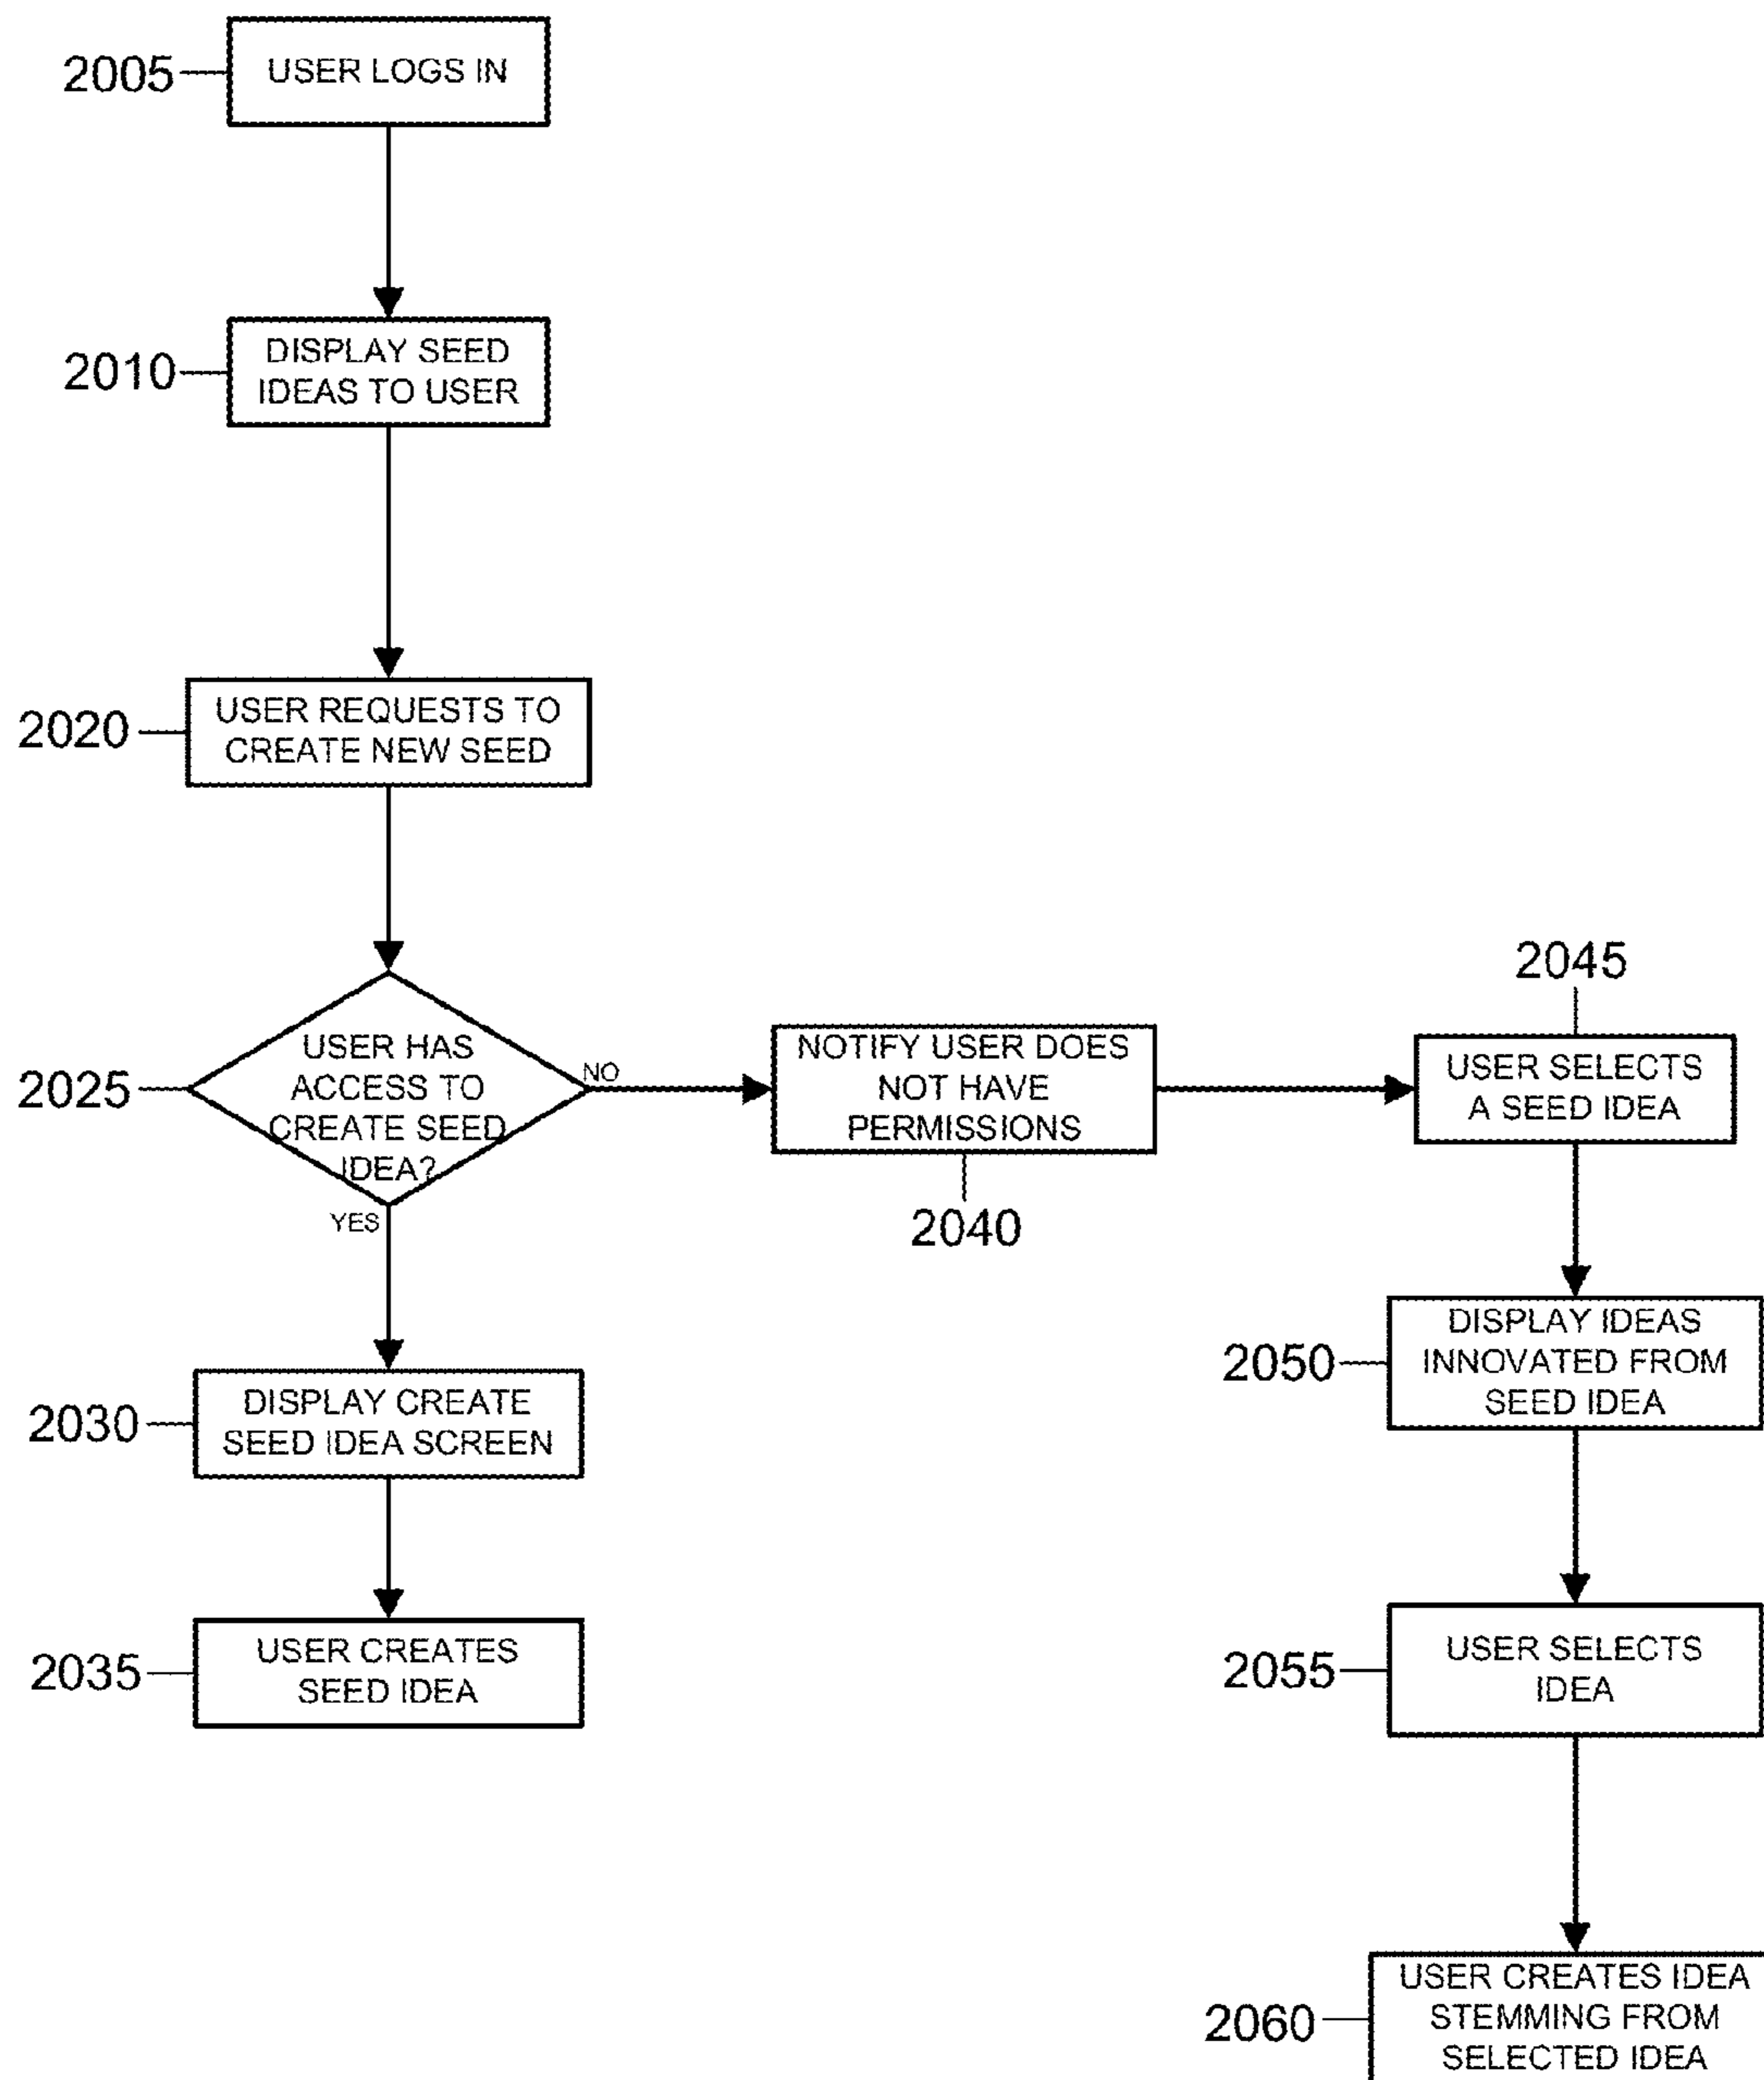 2005
USER LOGS IN
2010
DISPLAY SEED
IDEAS TO USER
2020
USER REQUESTS TO
CREATE NEW SEED
2025
USER HAS
ACCESS TO
CREATE SEED
IDEA?
NO
YES
NOTIFY USER DOES
NOT HAVE
PERMISSIONS
2040
2045
USER SELECTS
A SEED IDEA
2030
DISPLAY CREATE
SEED IDEA SCREEN
2035
USER CREATES
SEED IDEA
2050
DISPLAY IDEAS
INNOVATED FROM
SEED IDEA
2055
USER SELECTS
IDEA
2060
USER CREATES IDEA
STEMMING FROM
SELECTED IDEA